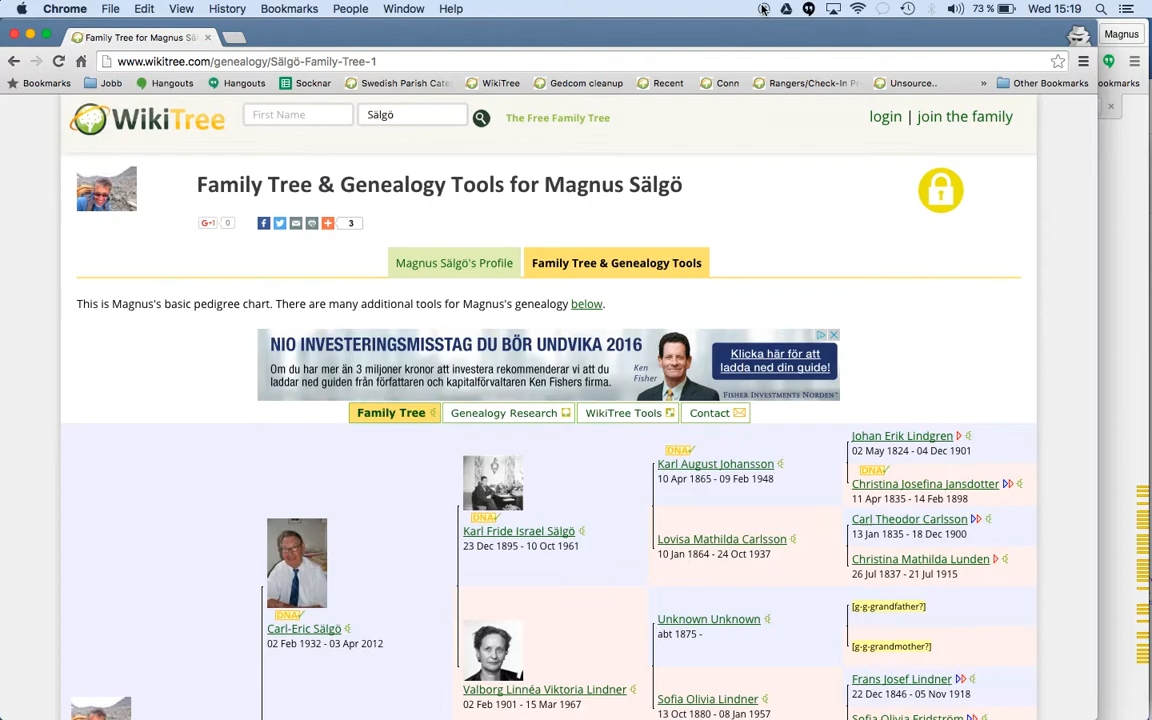 Chrome File Edit View History Bookmarks People Window Help 73 % Wed 15:19
Family Tree for Magnus Sä × Magnus
www.wikitree.com/genealogy/Sälgö-Family-Tree-1
Bookmarks Jobb Hangouts Hangouts Socknar Swedish Parish Cate WikiTree Gedcom cleanup Recent Conn Rangers/Check-In Pr Unsource.. » Other Bookmarks ookmarks
WikiTree First Name Sälgö The Free Family Tree login | join the family
Family Tree & Genealogy Tools for Magnus Sälgö
G+1 0 3
Magnus Sälgö's Profile Family Tree & Genealogy Tools
This is Magnus's basic pedigree chart. There are many additional tools for Magnus's genealogy below.
NIO INVESTERINGSMISSTAG DU BÖR UNDVIKA 2016
Om du har mer än 3 miljoner kronor att investera rekommenderar vi att du
laddar ned guiden från författaren och kapitalförvaltaren Ken Fishers firma.
Ken
Fisher
Klicka här för att
ladda ned din guide!
FISHER INVESTMENTS NORDEN™
Family Tree Genealogy Research WikiTree Tools Contact
Johan Erik Lindgren
02 May 1824 - 04 Dec 1901
DNA
Karl August Johansson
10 Apr 1865 - 09 Feb 1948
DNA
Christina Josefina Jansdotter
11 Apr 1835 - 14 Feb 1898
DNA
Karl Fride Israel Sälgö
23 Dec 1895 - 10 Oct 1961
Carl Theodor Carlsson
13 Jan 1835 - 18 Dec 1900
Lovisa Mathilda Carlsson
10 Jan 1864 - 24 Oct 1937
Christina Mathilda Lunden
26 Jul 1837 - 21 Jul 1915
DNA
Carl-Eric Sälgö
02 Feb 1932 - 03 Apr 2012
Unknown Unknown
abt 1875 -
[g-g-grandfather?]
[g-g-grandmother?]
Valborg Linnéa Viktoria Lindner
02 Feb 1901 - 15 Mar 1967
Frans Josef Lindner
22 Dec 1846 - 05 Nov 1918
Sofia Olivia Lindner
13 Oct 1880 - 08 Jan 1957
Sofia Olivia Fridström